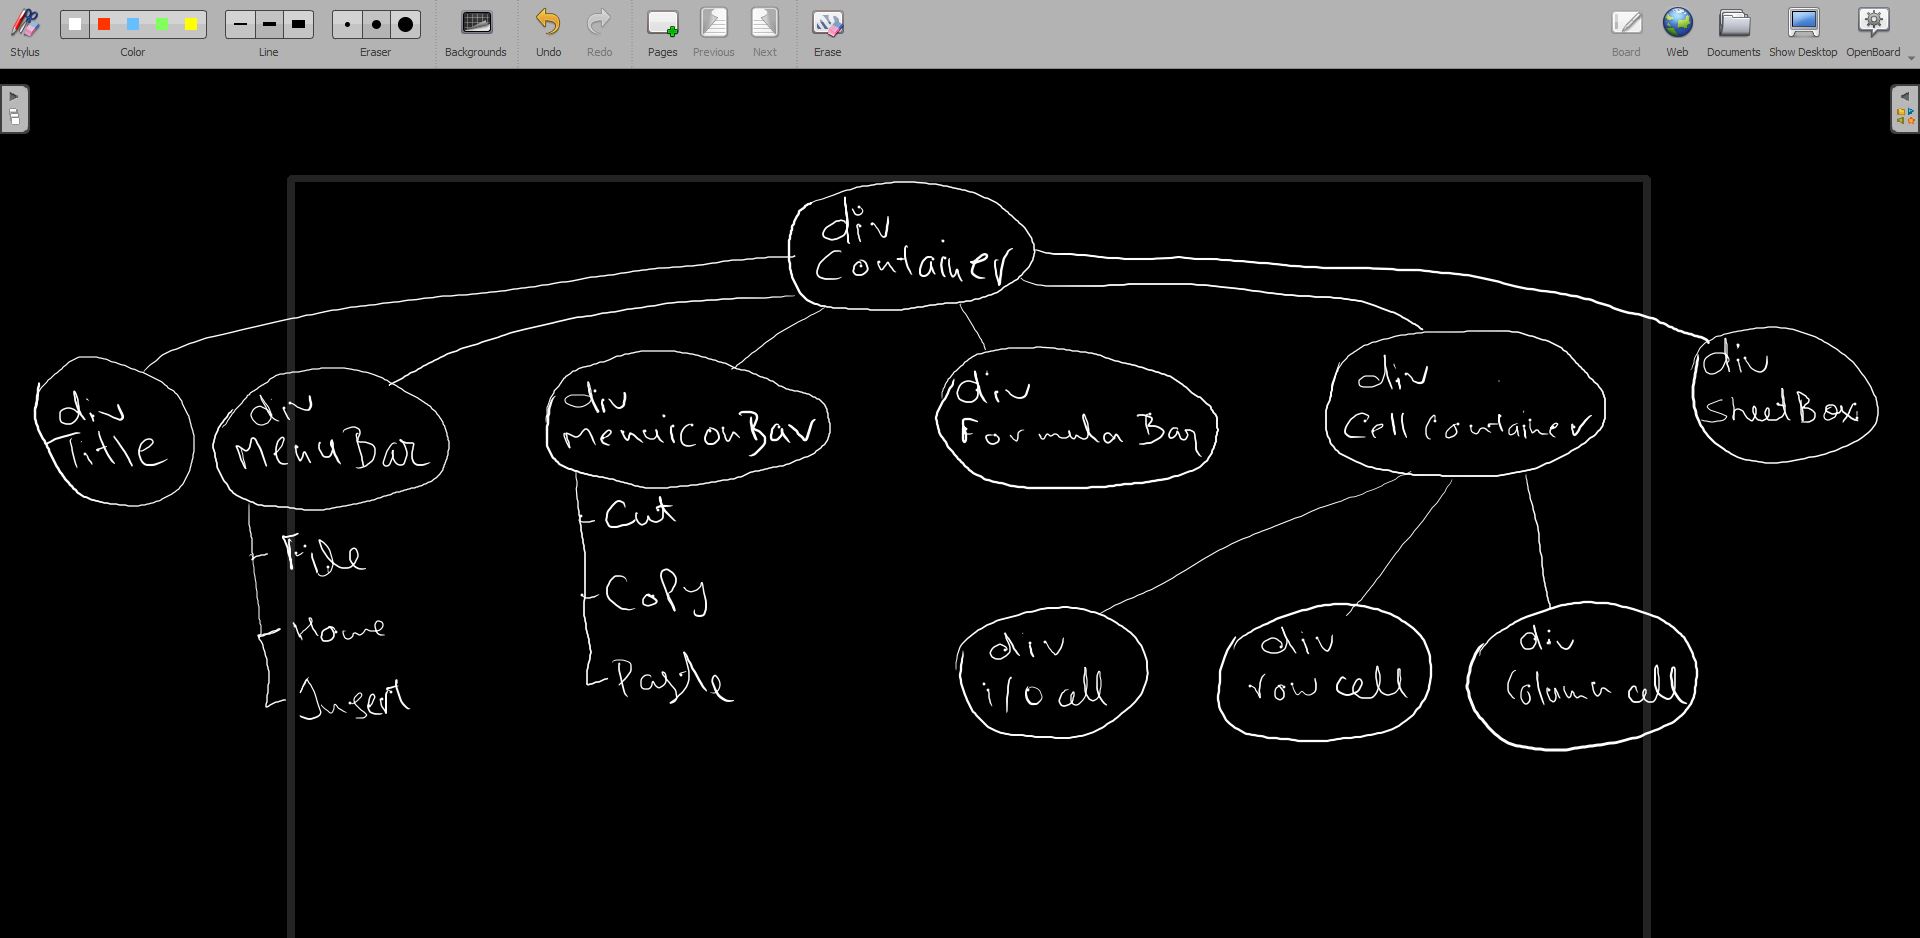 Stylus
Color
Line
Eraser
Backgrounds
Undo
Redo
Pages
Previous
Next
Erase
Board
Web
Documents
Show Desktop
OpenBoard
div
Container
div
Title
div
MenuBar
div
MenuiconBar
div
Formula Bar
div
Cell Container
div
SheetBox
File
Home
Insert
Cut
Copy
Paste
div
i/o cell
div
row cell
div
Column cell